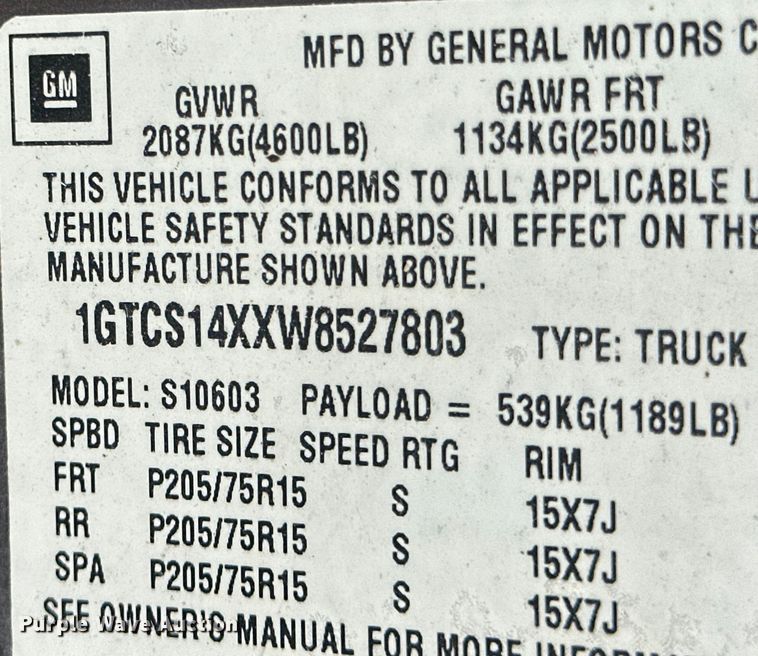 MFD BY GENERAL MOTORS C
GM
GVWR GAWR FRT
2087KG(4600LB) 1134KG(2500LB)
THIS VEHICLE CONFORMS TO ALL APPLICABLE U
VEHICLE SAFETY STANDARDS IN EFFECT ON THE
MANUFACTURE SHOWN ABOVE.
1GTCS14XXW8527803 TYPE: TRUCK
MODEL: S10603 PAYLOAD = 539KG(1189LB)
SPBD TIRE SIZE SPEED RTG RIM
FRT P205/75R15 S 15X7J
RR P205/75R15 S 15X7J
SPA P205/75R15 S 15X7J
SEE OWNER'S MANUAL FOR MORE INFORMA
Purple Wave Auction